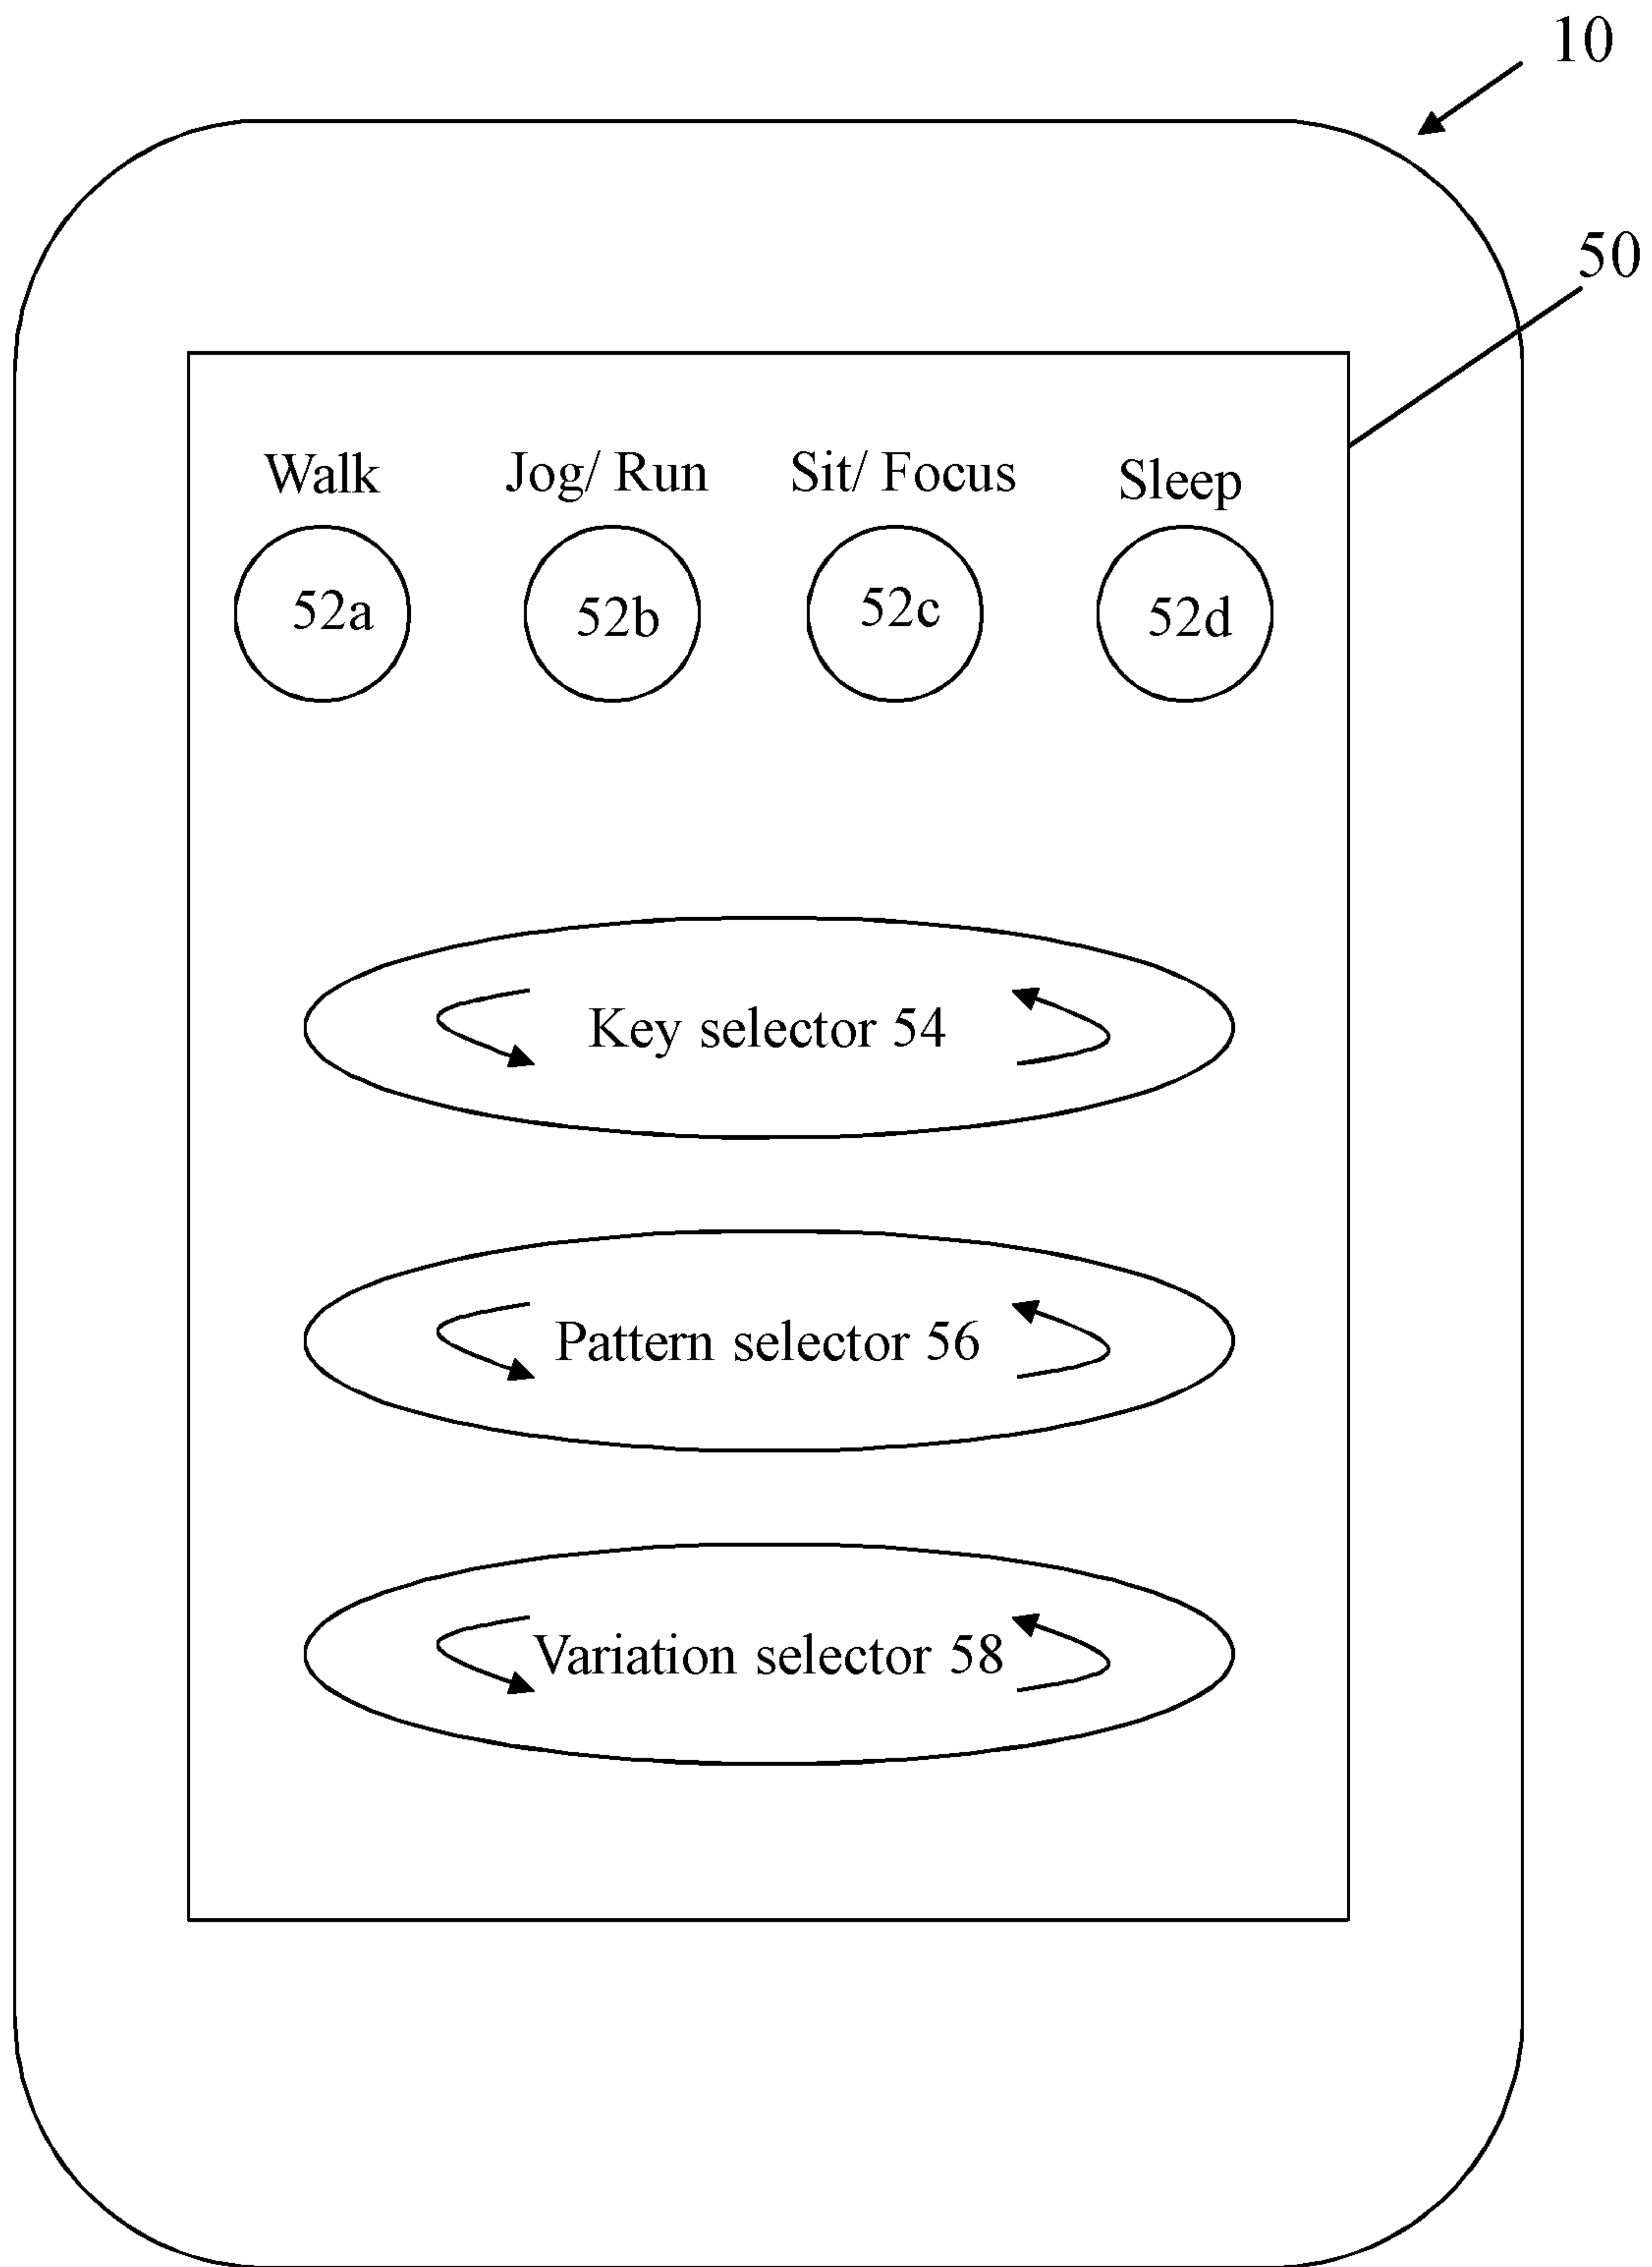 10
50
Walk Jog/ Run Sit/ Focus Sleep
52a 52b 52c 52d
Key selector 54
Pattern selector 56
Variation selector 58